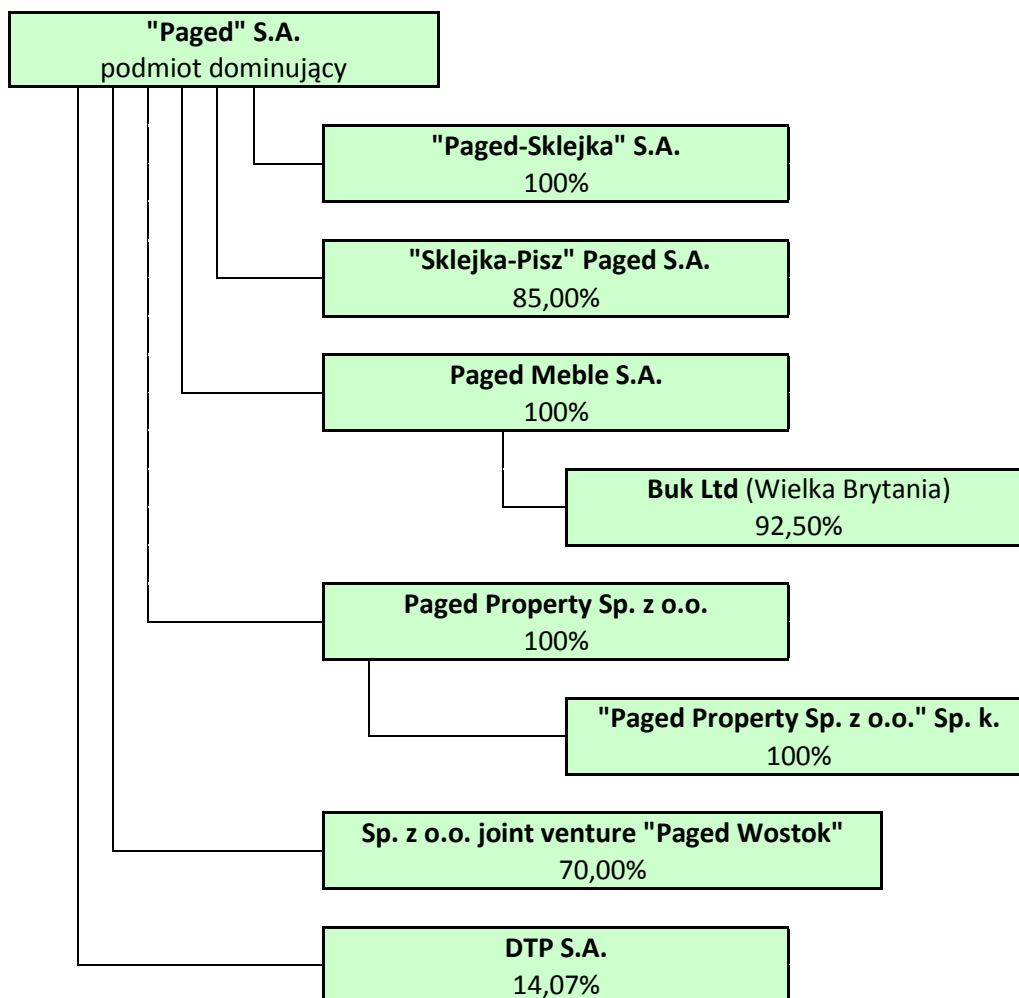 "Paged" S.A.
podmiot dominujący
"Paged-Sklejka" S.A.
100%
"Sklejka-Pisz" Paged S.A.
85,00%
Paged Meble S.A.
100%
Buk Ltd (Wielka Brytania)
92,50%
Paged Property Sp. z o.o.
100%
"Paged Property Sp. z o.o." Sp. k.
100%
Sp. z o.o. joint venture "Paged Wostok"
70,00%
DTP S.A.
14,07%